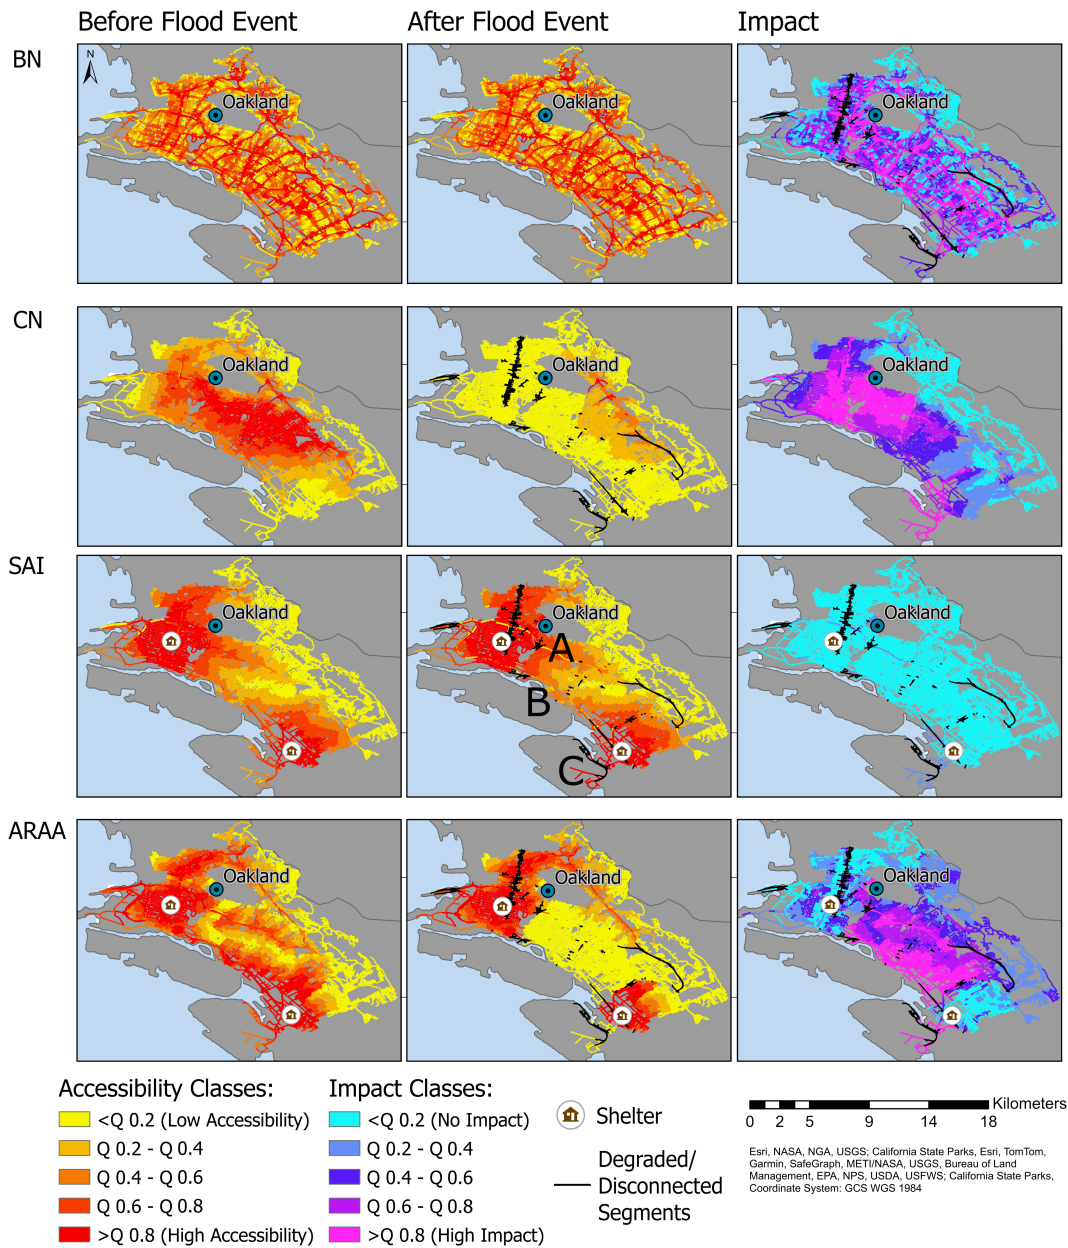 Before Flood Event
After Flood Event
Impact
BN
N
Oakland
Oakland
Oakland
CN
Oakland
Oakland
Oakland
SAI
Oakland
Oakland
Oakland
A
B
C
ARAA
Oakland
Oakland
Oakland
Accessibility Classes:
<Q 0.2 (Low Accessibility)
Q 0.2 - Q 0.4
Q 0.4 - Q 0.6
Q 0.6 - Q 0.8
>Q 0.8 (High Accessibility)
Impact Classes:
<Q 0.2 (No Impact)
Q 0.2 - Q 0.4
Q 0.4 - Q 0.6
Q 0.6 - Q 0.8
>Q 0.8 (High Impact)
Shelter
Degraded/
Disconnected
Segments
Kilometers
0 2 5 9 14 18
Esri, NASA, NGA, USGS; California State Parks, Esri, TomTom,
Garmin, SafeGraph, METI/NASA, USGS, Bureau of Land
Management, EPA, NPS, USDA, USFWS; California State Parks,
Coordinate System: GCS WGS 1984